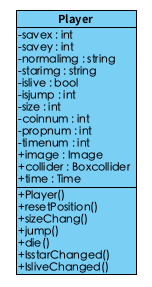 Player
-savex : int
-savey : int
-normalimg : string
-starimg : string
-islive : bool
-isjump : int
-size : int
-coinnum : int
-propnum : int
-timenum : int
+image : Image
+collider : Boxcollider
+time : Time
+Player()
+resetPosition()
+sizeChang()
+jump()
+die()
+IsstarChanged()
+IsliveChanged()